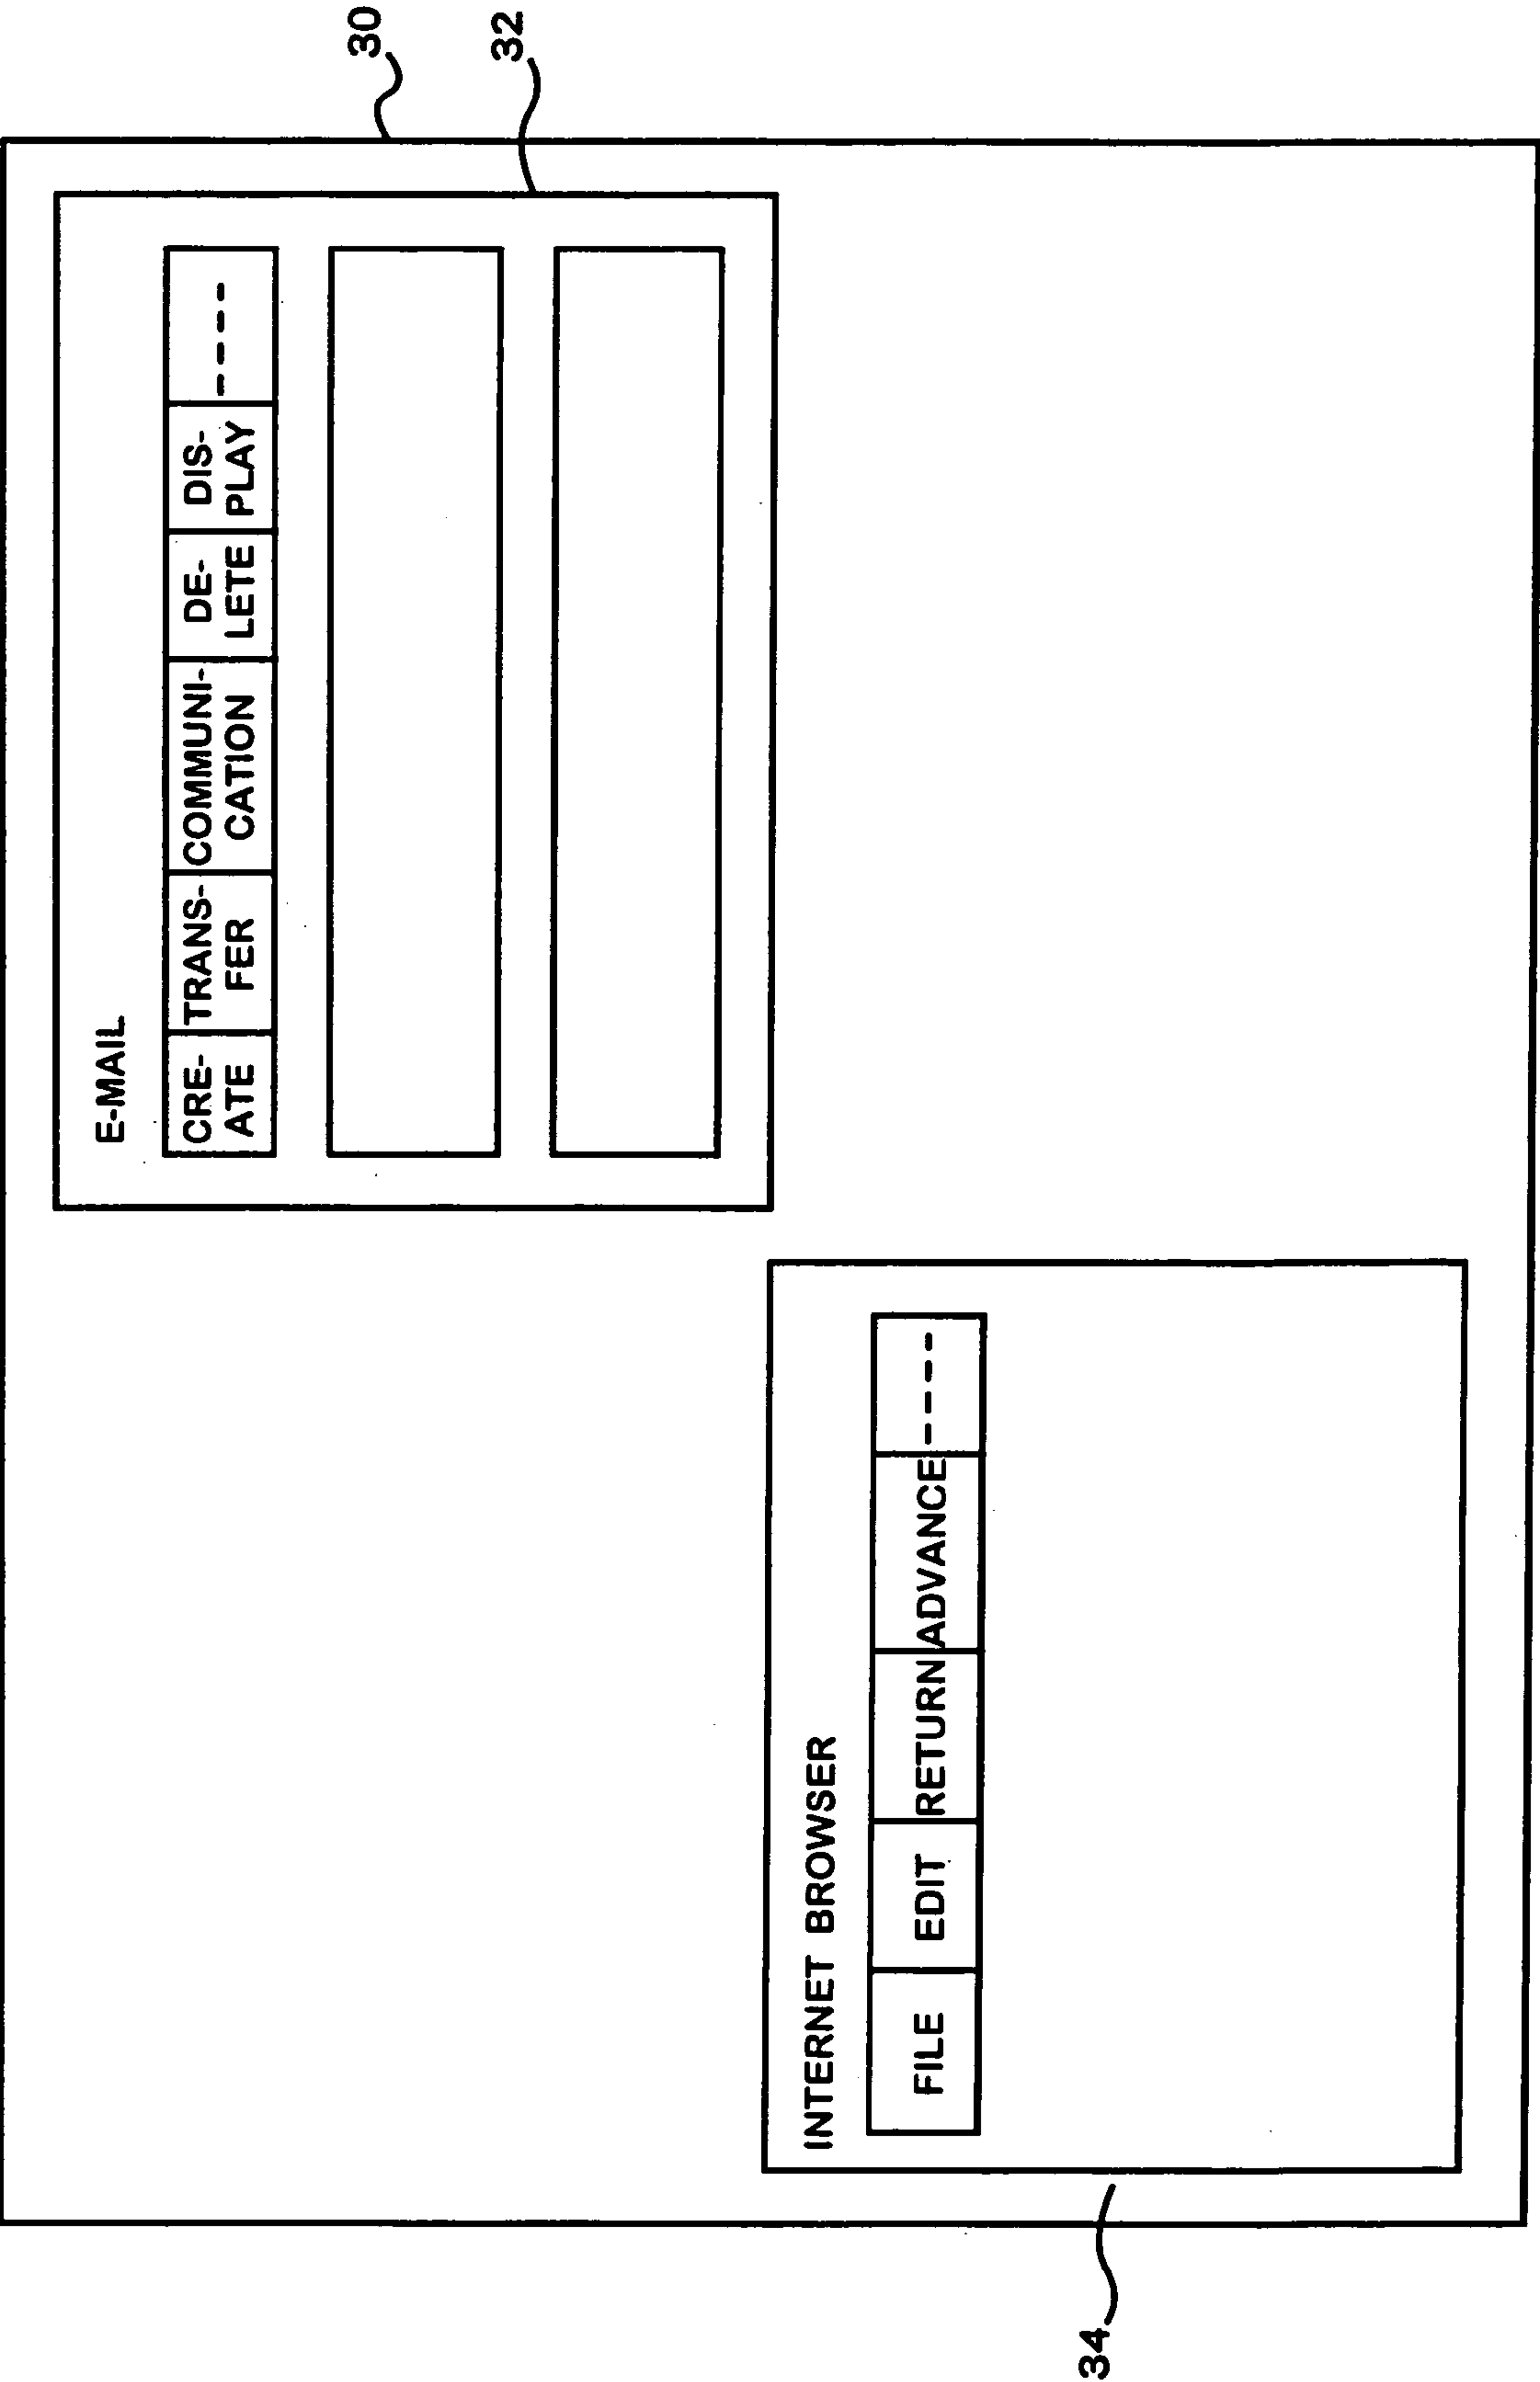 30
32
E-MAIL
CRE-
ATE
TRANS-
FER
COMMUNI-
CATION
DE-
LETE
DIS-
PLAY
----
INTERNET BROWSER
FILE
EDIT
RETURN
ADVANCE
----
34